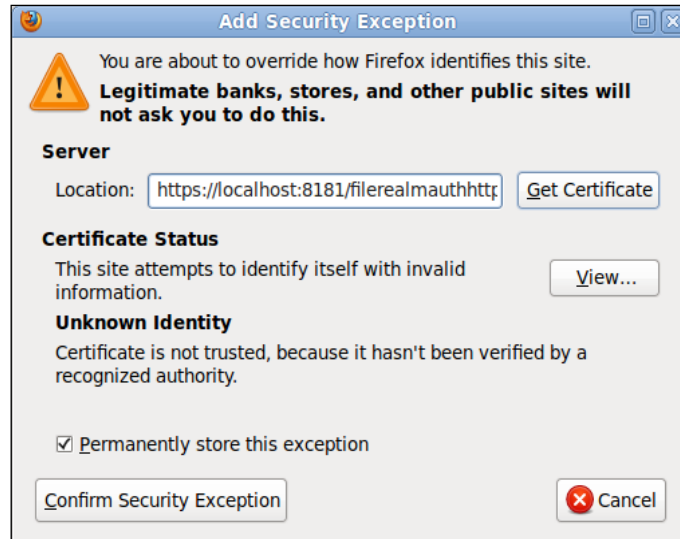 Add Security Exception
You are about to override how Firefox identifies this site.
Legitimate banks, stores, and other public sites will
not ask you to do this.
Server
Location: https://localhost:8181/filerealmauthhttp Get Certificate
Certificate Status
This site attempts to identify itself with invalid
information.
View...
Unknown Identity
Certificate is not trusted, because it hasn't been verified by a
recognized authority.
Permanently store this exception
Confirm Security Exception Cancel